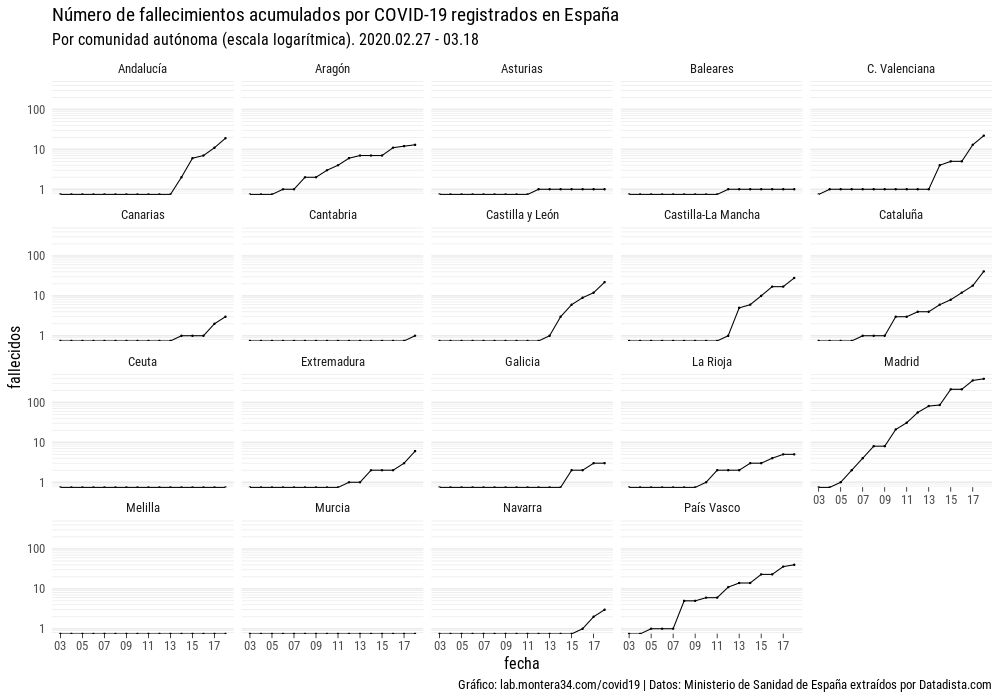 Número de fallecimientos acumulados por COVID-19 registrados en España
Por comunidad autónoma (escala logarítmica). 2020.02.27 - 03.18
Andalucía Aragón Asturias Baleares C. Valenciana
100
10
1
Canarias Cantabria Castilla y León Castilla-La Mancha Cataluña
100
10
1
Ceuta Extremadura Galicia La Rioja Madrid
100
10
1
03 05 07 09 11 13 15 17
Melilla Murcia Navarra País Vasco
100
10
1
03 05 07 09 11 13 15 17 03 05 07 09 11 13 15 17 03 05 07 09 11 13 15 17 03 05 07 09 11 13 15 17
fallecidos
fecha
Gráfico: lab.montera34.com/covid19 | Datos: Ministerio de Sanidad de España extraídos por Datadista.com